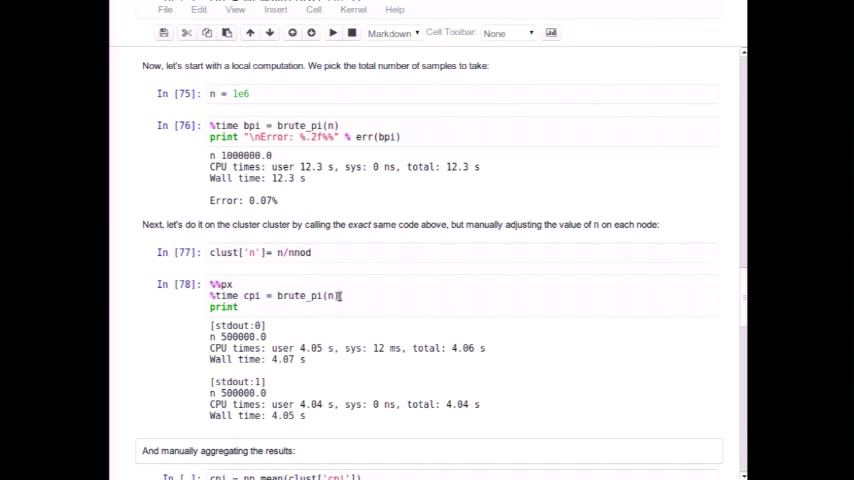 File Edit View Insert Cell Kernel Help
Markdown Cell Toolbar: None
Now, let's start with a local computation. We pick the total number of samples to take:
In [75]: n = 1e6
In [76]: %time bpi = brute_pi(n)
print "\nError: %.2f%%" % err(bpi)
n 1000000.0
CPU times: user 12.3 s, sys: 0 ns, total: 12.3 s
Wall time: 12.3 s
Error: 0.07%
Next, let's do it on the cluster cluster by calling the exact same code above, but manually adjusting the value of n on each node:
In [77]: clust['n']= n/nnod
In [78]: %%px
%time cpi = brute_pi(n)
print
[stdout:0]
n 500000.0
CPU times: user 4.05 s, sys: 12 ms, total: 4.06 s
Wall time: 4.07 s
[stdout:1]
n 500000.0
CPU times: user 4.04 s, sys: 0 ns, total: 4.04 s
Wall time: 4.05 s
And manually aggregating the results:
In [ ]: cpi = np.mean(clust['cpi'])